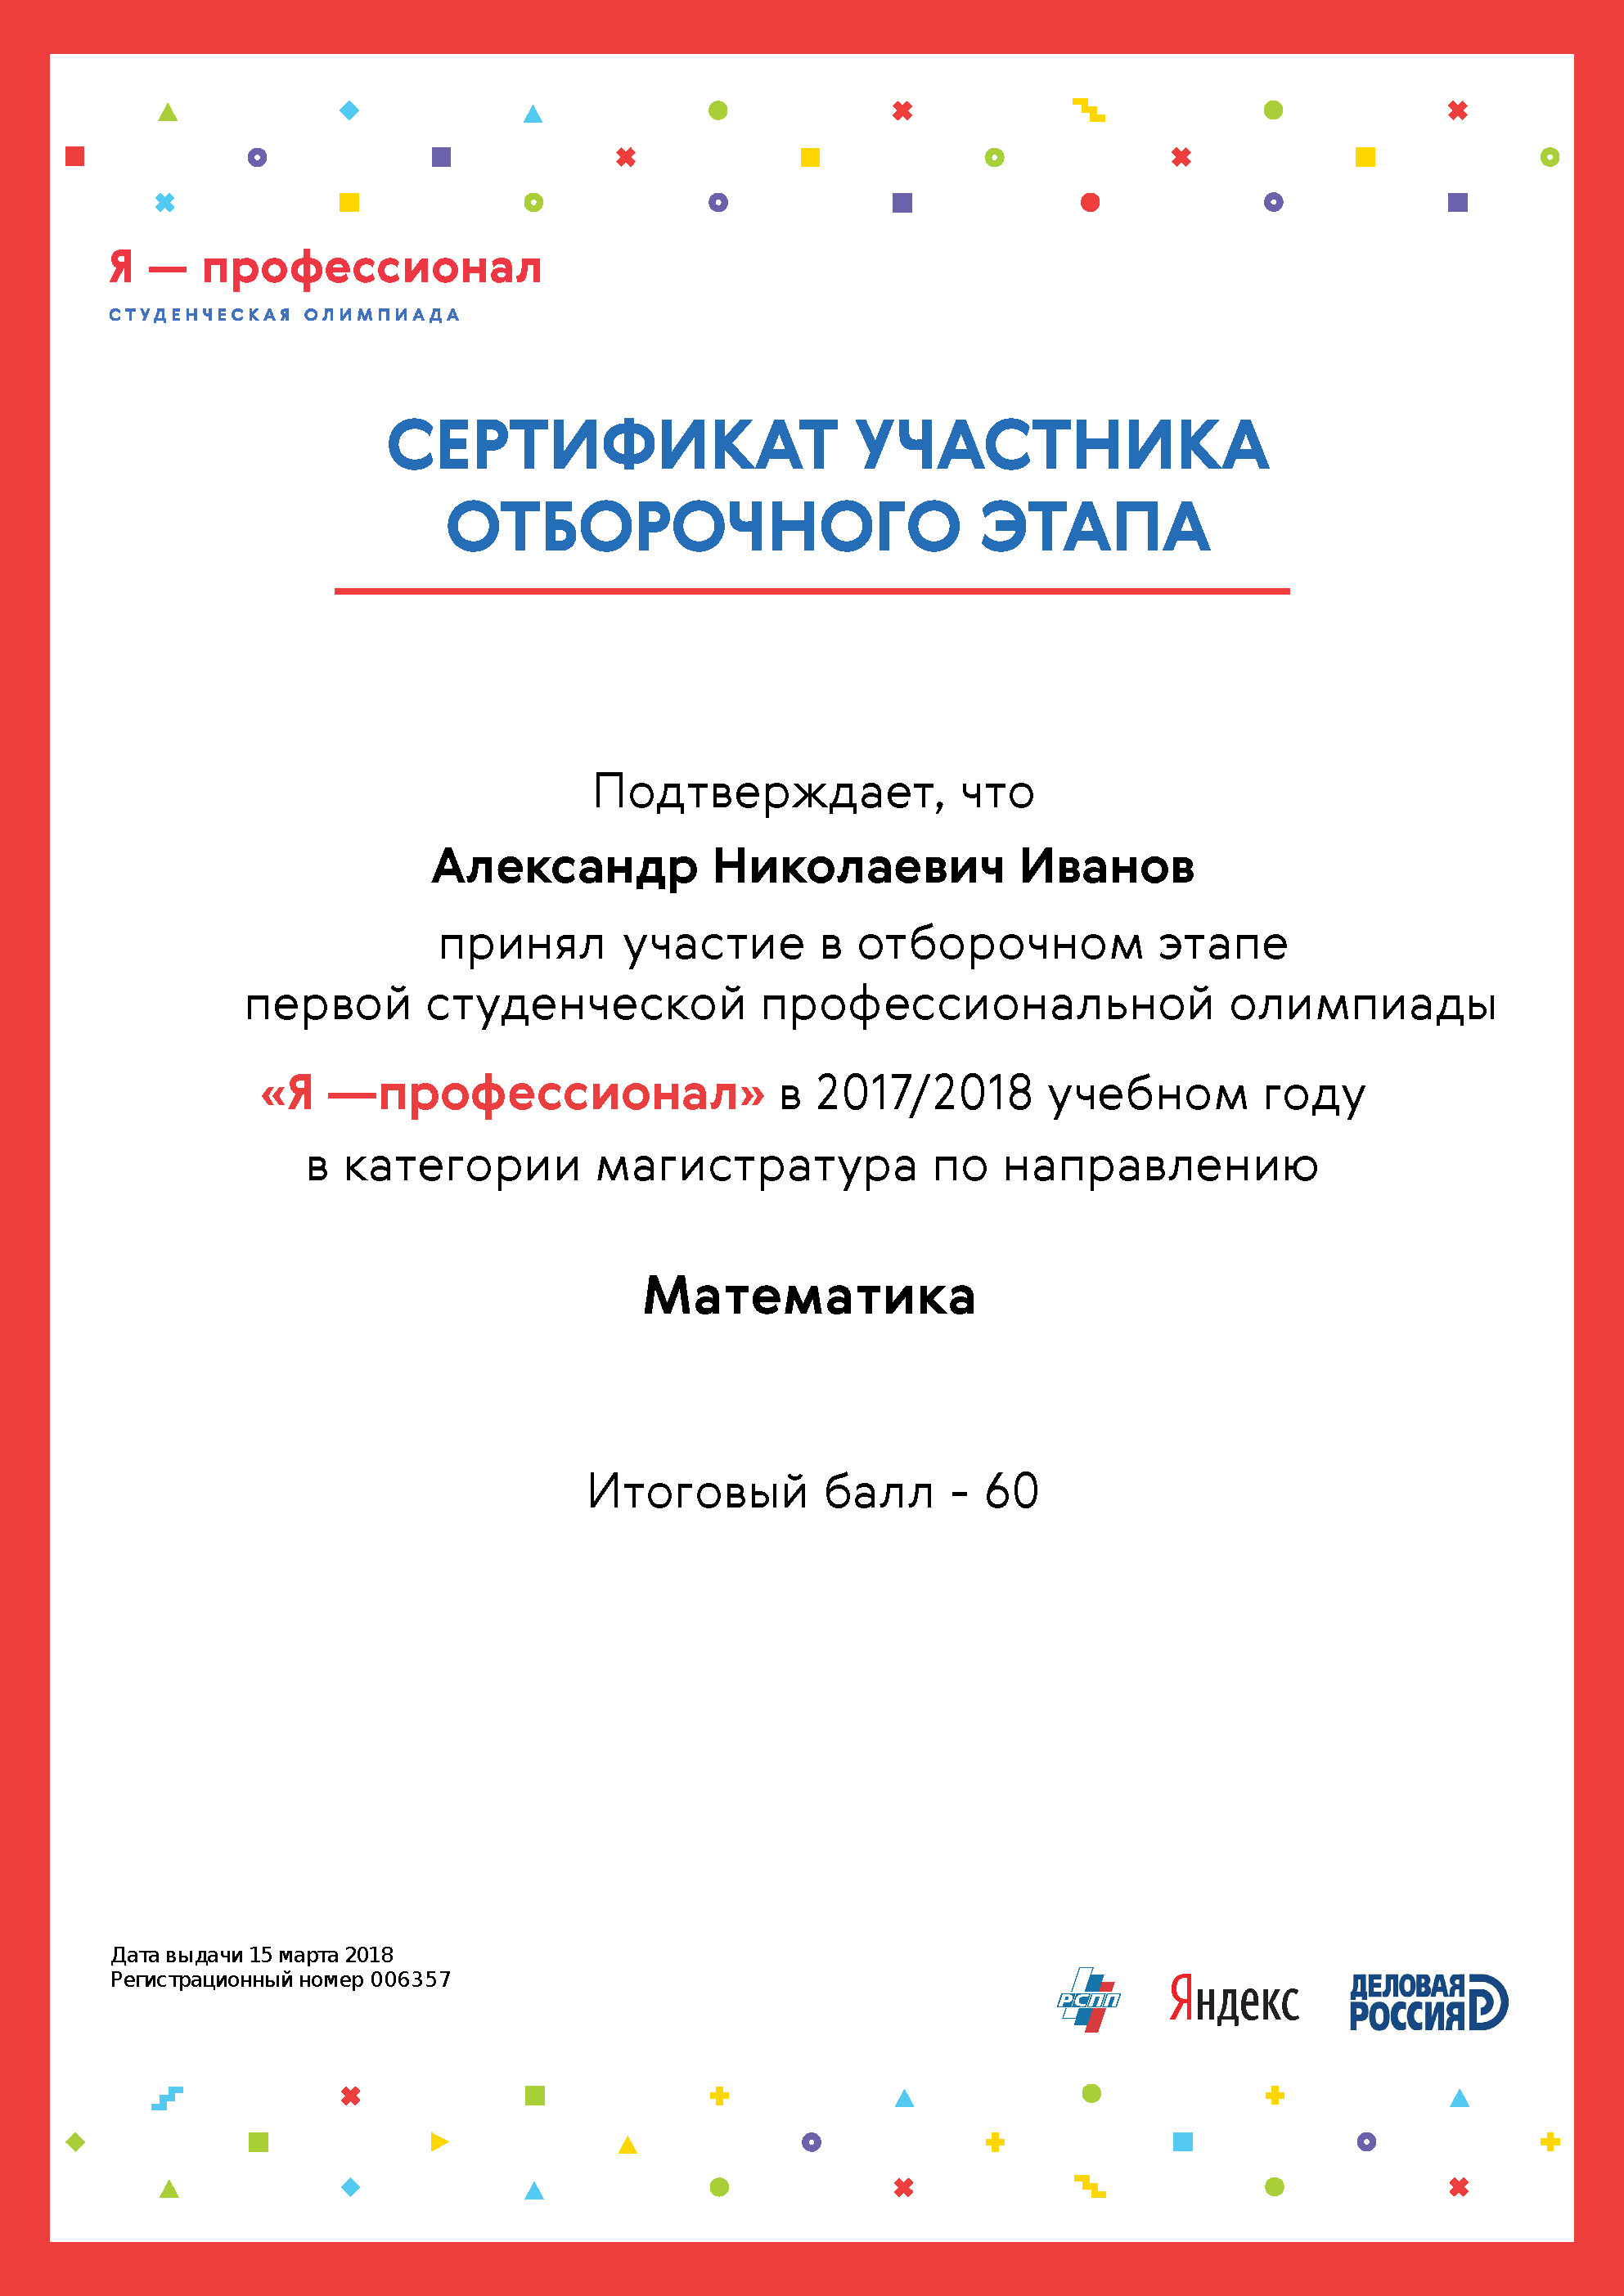 Я — профессионал
СТУДЕНЧЕСКАЯ ОЛИМПИАДА
СЕРТИФИКАТ УЧАСТНИКА
ОТБОРОЧНОГО ЭТАПА
Подтверждает, что
Александр Николаевич Иванов
принял участие в отборочном этапе
первой студенческой профессиональной олимпиады
«Я —профессионал» в 2017/2018 учебном году
в категории магистратура по направлению
Математика
Итоговый балл - 60
Дата выдачи 15 марта 2018
Регистрационный номер 006357
РСПП
Яндекс
ДЕЛОВАЯ
РОССИЯ